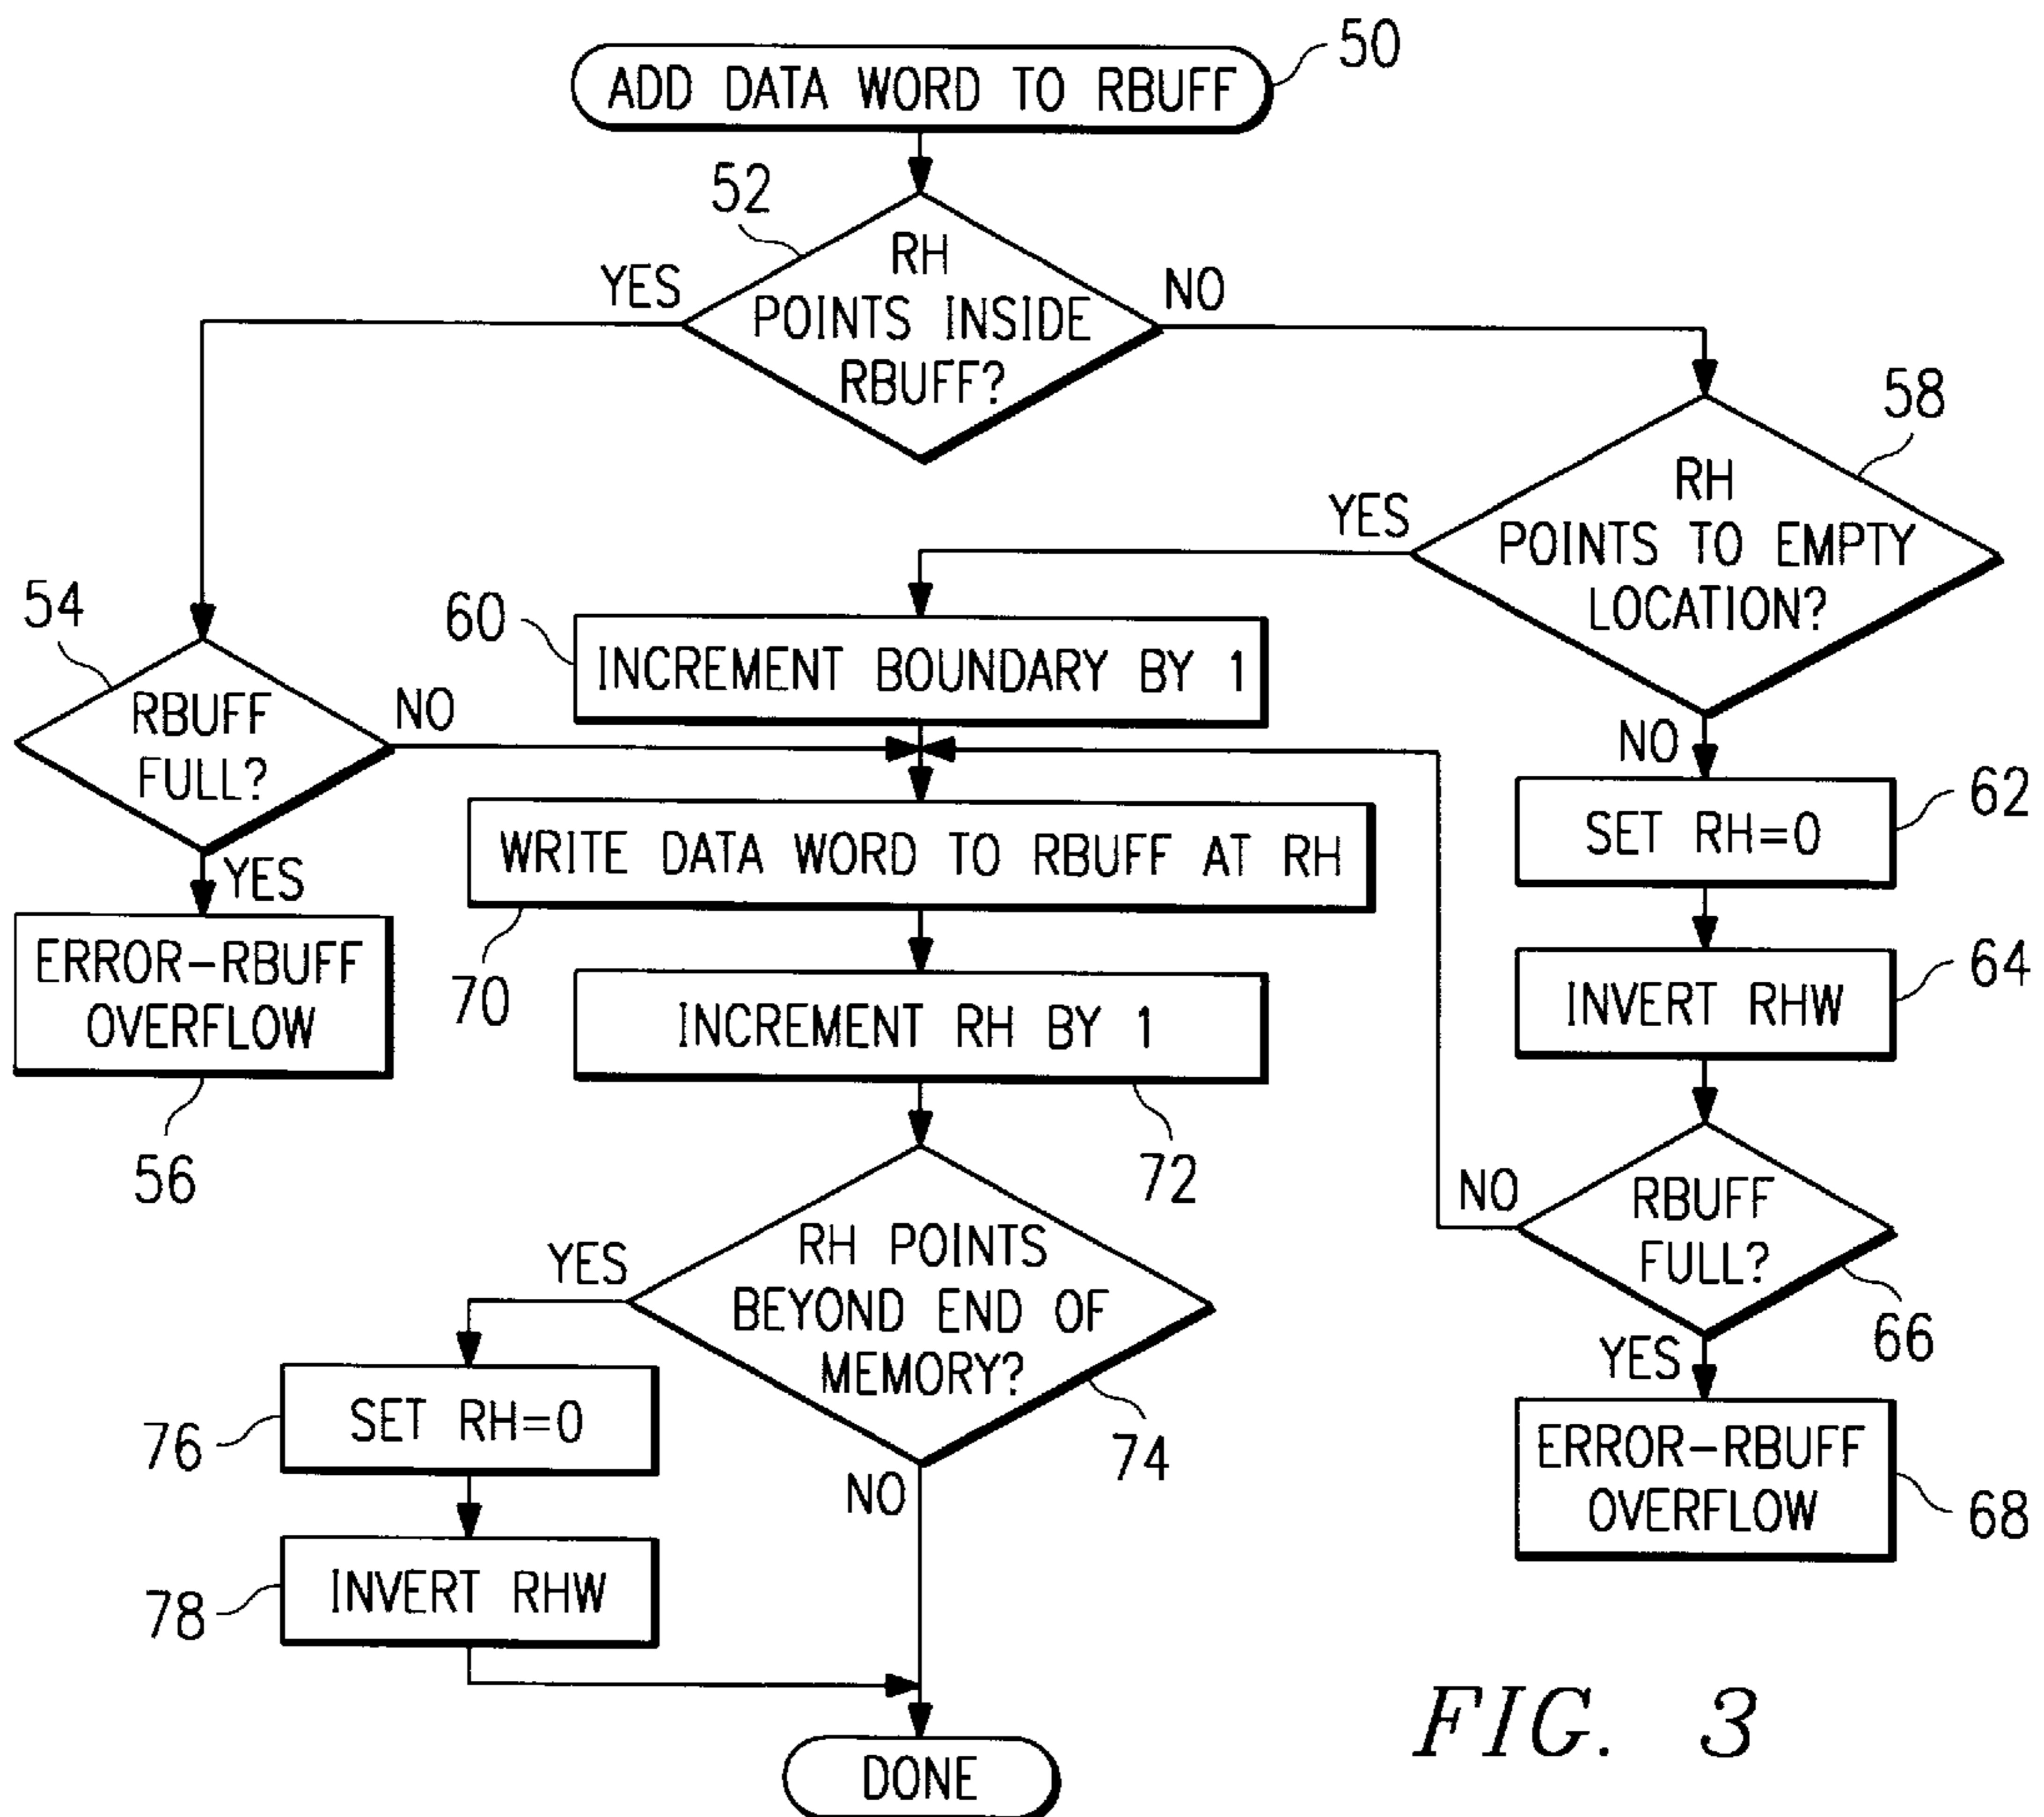 50
ADD DATA WORD TO RBUFF
52
RH
POINTS INSIDE
RBUFF?
YES
NO
58
RH
POINTS TO EMPTY
LOCATION?
YES
NO
54
RBUFF
FULL?
NO
YES
60
INCREMENT BOUNDARY BY 1
62
SET RH=0
WRITE DATA WORD TO RBUFF AT RH
70
ERROR-RBUFF
OVERFLOW
56
64
INVERT RHW
INCREMENT RH BY 1
72
RBUFF
FULL?
NO
66
YES
RH POINTS
BEYOND END OF
MEMORY?
YES
74
NO
76
SET RH=0
ERROR-RBUFF
OVERFLOW
68
78
INVERT RHW
DONE
FIG. 3